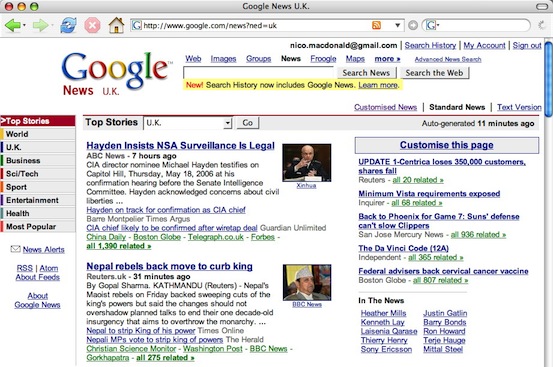 Google News U.K.
http://www.google.com/news?ned=uk
G
nico.macdonald@gmail.com | Search History | My Account | Sign out
Google
TM
News U.K.
Web Images Groups News Froogle Maps more »
Search News
Search the Web
Advanced News Search
New! Search History now includes Google News. Learn more.
Customised News | Standard News | Text Version
>Top Stories
World
U.K.
Business
Sci/Tech
Sport
Entertainment
Health
Most Popular
News Alerts
RSS | Atom
About Feeds
About
Google News
Top Stories
U.K.
Go
Auto-generated 11 minutes ago
Hayden Insists NSA Surveillance Is Legal
ABC News - 7 hours ago
CIA director nominee Michael Hayden testifies on
Capitol Hill, Thursday, May 18, 2006 at his
confirmation hearing before the Senate Intelligence
Committee. Hayden acknowledged concerns about civil
liberties ...
Hayden on track for confirmation as CIA chief
Barre Montpelier Times Argus
CIA chief likely to be confirmed after wiretap deal Guardian Unlimited
China Daily - Boston Globe - Telegraph.co.uk - Forbes -
all 1,390 related »
Xinhua
Nepal rebels back move to curb king
Reuters.uk - 31 minutes ago
By Gopal Sharma. KATHMANDU (Reuters) - Nepal's
Maoist rebels on Friday backed sweeping cuts of the
king's powers but said the changes should not
overshadow planned talks to end their one decade-old
insurgency that aims to overthrow the monarchy. ...
Nepal to strip King of his power Times Online
Nepali MPs vote to strip king of powers The Herald
Christian Science Monitor - Washington Post - BBC News -
Gorkhapatra - all 275 related »
BBC News
Customise this page
UPDATE 1-Centrica loses 350,000 customers,
shares fall
Reuters - all 20 related »
Minimum Vista requirements exposed
Inquirer - all 68 related »
Back to Phoenix for Game 7: Suns' defense
can't slow Clippers
San Jose Mercury News - all 936 related »
The Da Vinci Code (12A)
Independent - all 365 related »
Federal advisers back cervical cancer vaccine
Boston Globe - all 807 related »
In The News
Heather Mills Justin Gatlin
Kenneth Lay Barry Bonds
Laisenia Qarase Ron Howard
Thierry Henry Terje Hauge
Sony Ericsson Mittal Steel